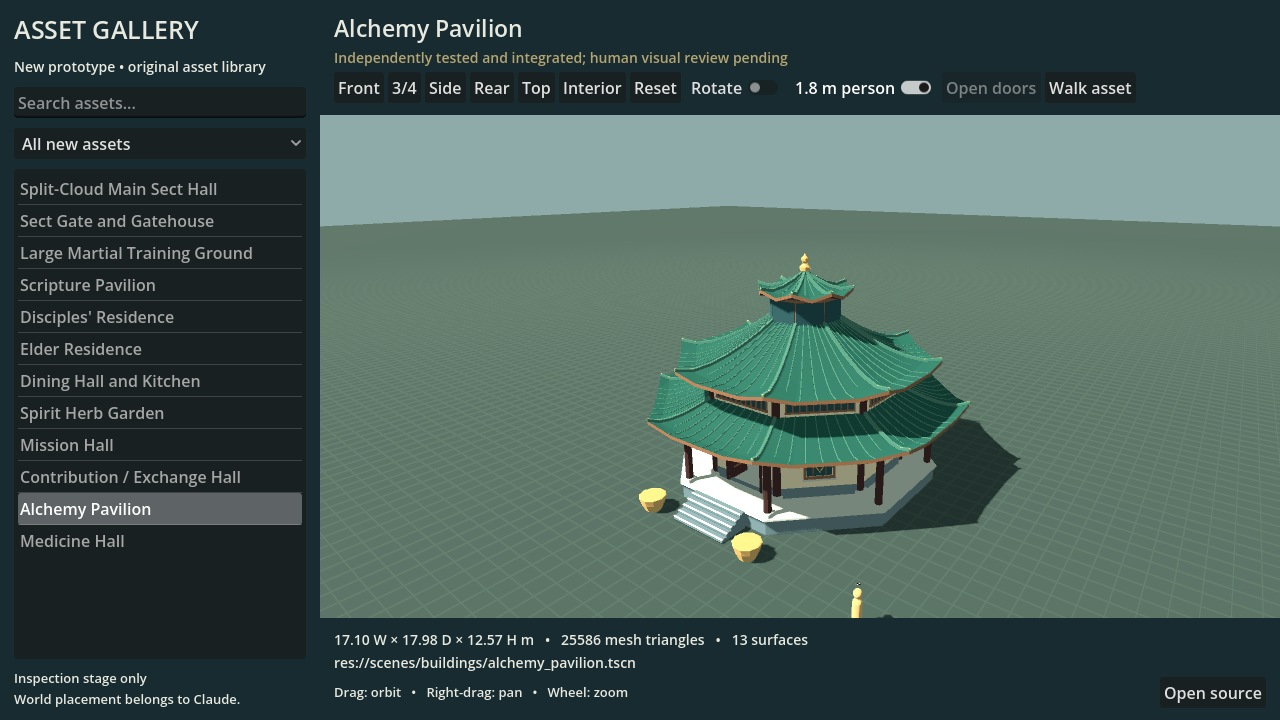 ASSET GALLERY
New prototype • original asset library
Search assets...
All new assets
Split-Cloud Main Sect Hall
Sect Gate and Gatehouse
Large Martial Training Ground
Scripture Pavilion
Disciples' Residence
Elder Residence
Dining Hall and Kitchen
Spirit Herb Garden
Mission Hall
Contribution / Exchange Hall
Alchemy Pavilion
Medicine Hall
Inspection stage only
World placement belongs to Claude.
Alchemy Pavilion
Independently tested and integrated; human visual review pending
Front 3/4 Side Rear Top Interior Reset Rotate 1.8 m person Open doors Walk asset
17.10 W × 17.98 D × 12.57 H m • 25586 mesh triangles • 13 surfaces
res://scenes/buildings/alchemy_pavilion.tscn
Drag: orbit • Right-drag: pan • Wheel: zoom
Open source